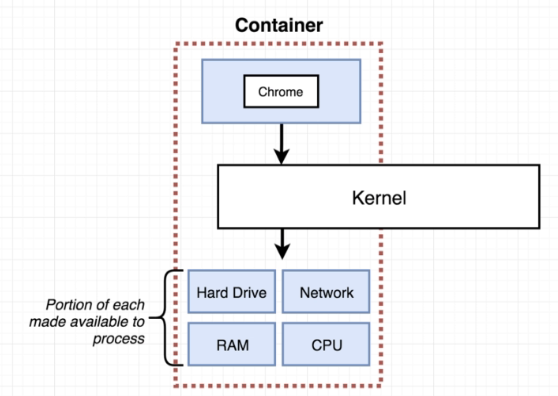 Container
Chrome
Kernel
Hard Drive
Network
Portion of each
made available to
process
RAM
CPU